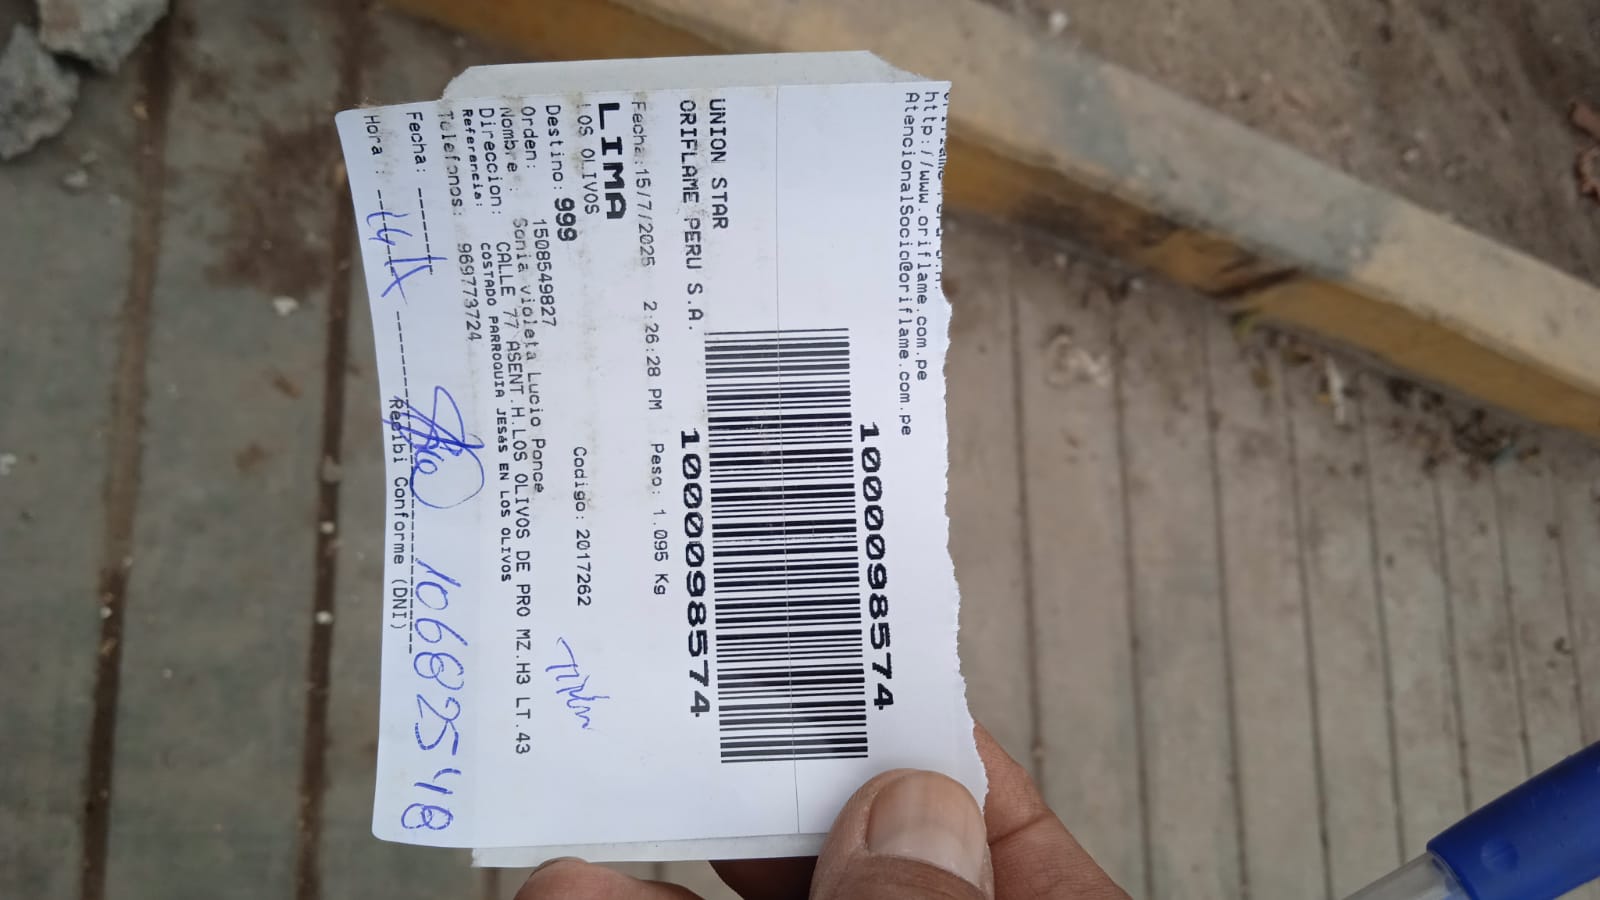 http://www.oriflame.com.pe
AtencionalSocio@oriflame.com.pe
1000098574
UNION STAR
ORIFLAME PERU S.A.
1000098574
Fecha:15/7/2025 2:26:28 PM Peso: 1.095 Kg
LIMA
LOS OLIVOS
Destino: 999 Codigo: 2017262
Orden: 1508549827
Nombre : Sonia violeta Lucio Ponce
Direccion: CALLE 77 ASENT.H.LOS OLIVOS DE PRO MZ.H3 LT.43
Referencia: COSTADO PARROQUIA JESáS EN LOS OLIVOS
Telefonos: 969773724
Fecha:
10682548
Hora :
Recibi Conforme (DNI)